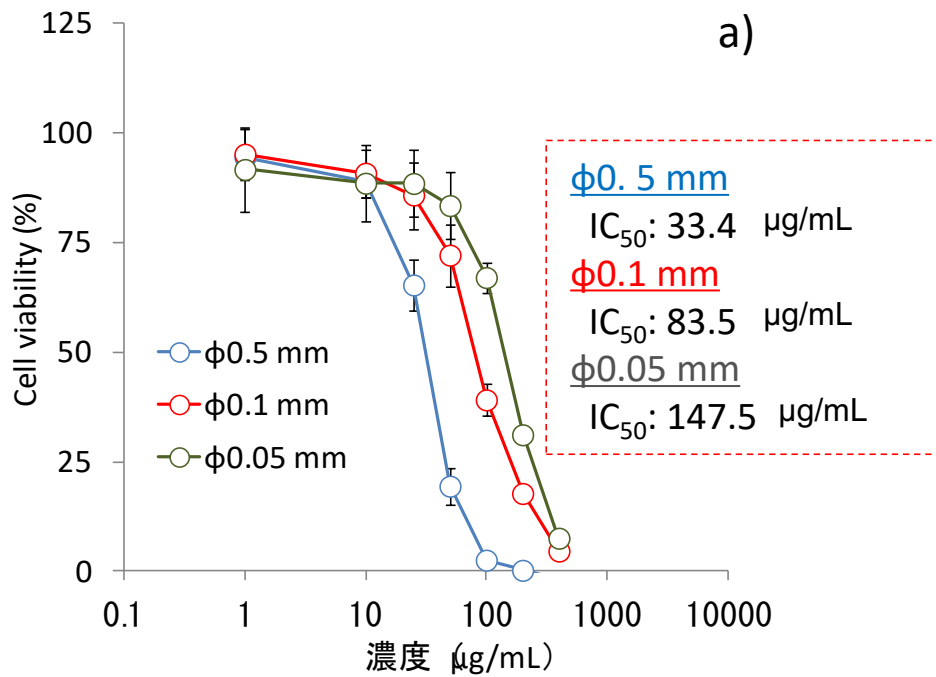 a)
125
100
75
50
25
0
Cell viability (%)
φ0.5 mm
φ0.1 mm
φ0.05 mm
φ0. 5 mm
IC50: 33.4 μg/mL
φ0.1 mm
IC50: 83.5 μg/mL
φ0.05 mm
IC50: 147.5 μg/mL
0.1 1 10 100 1000 10000
濃度（μg/mL）